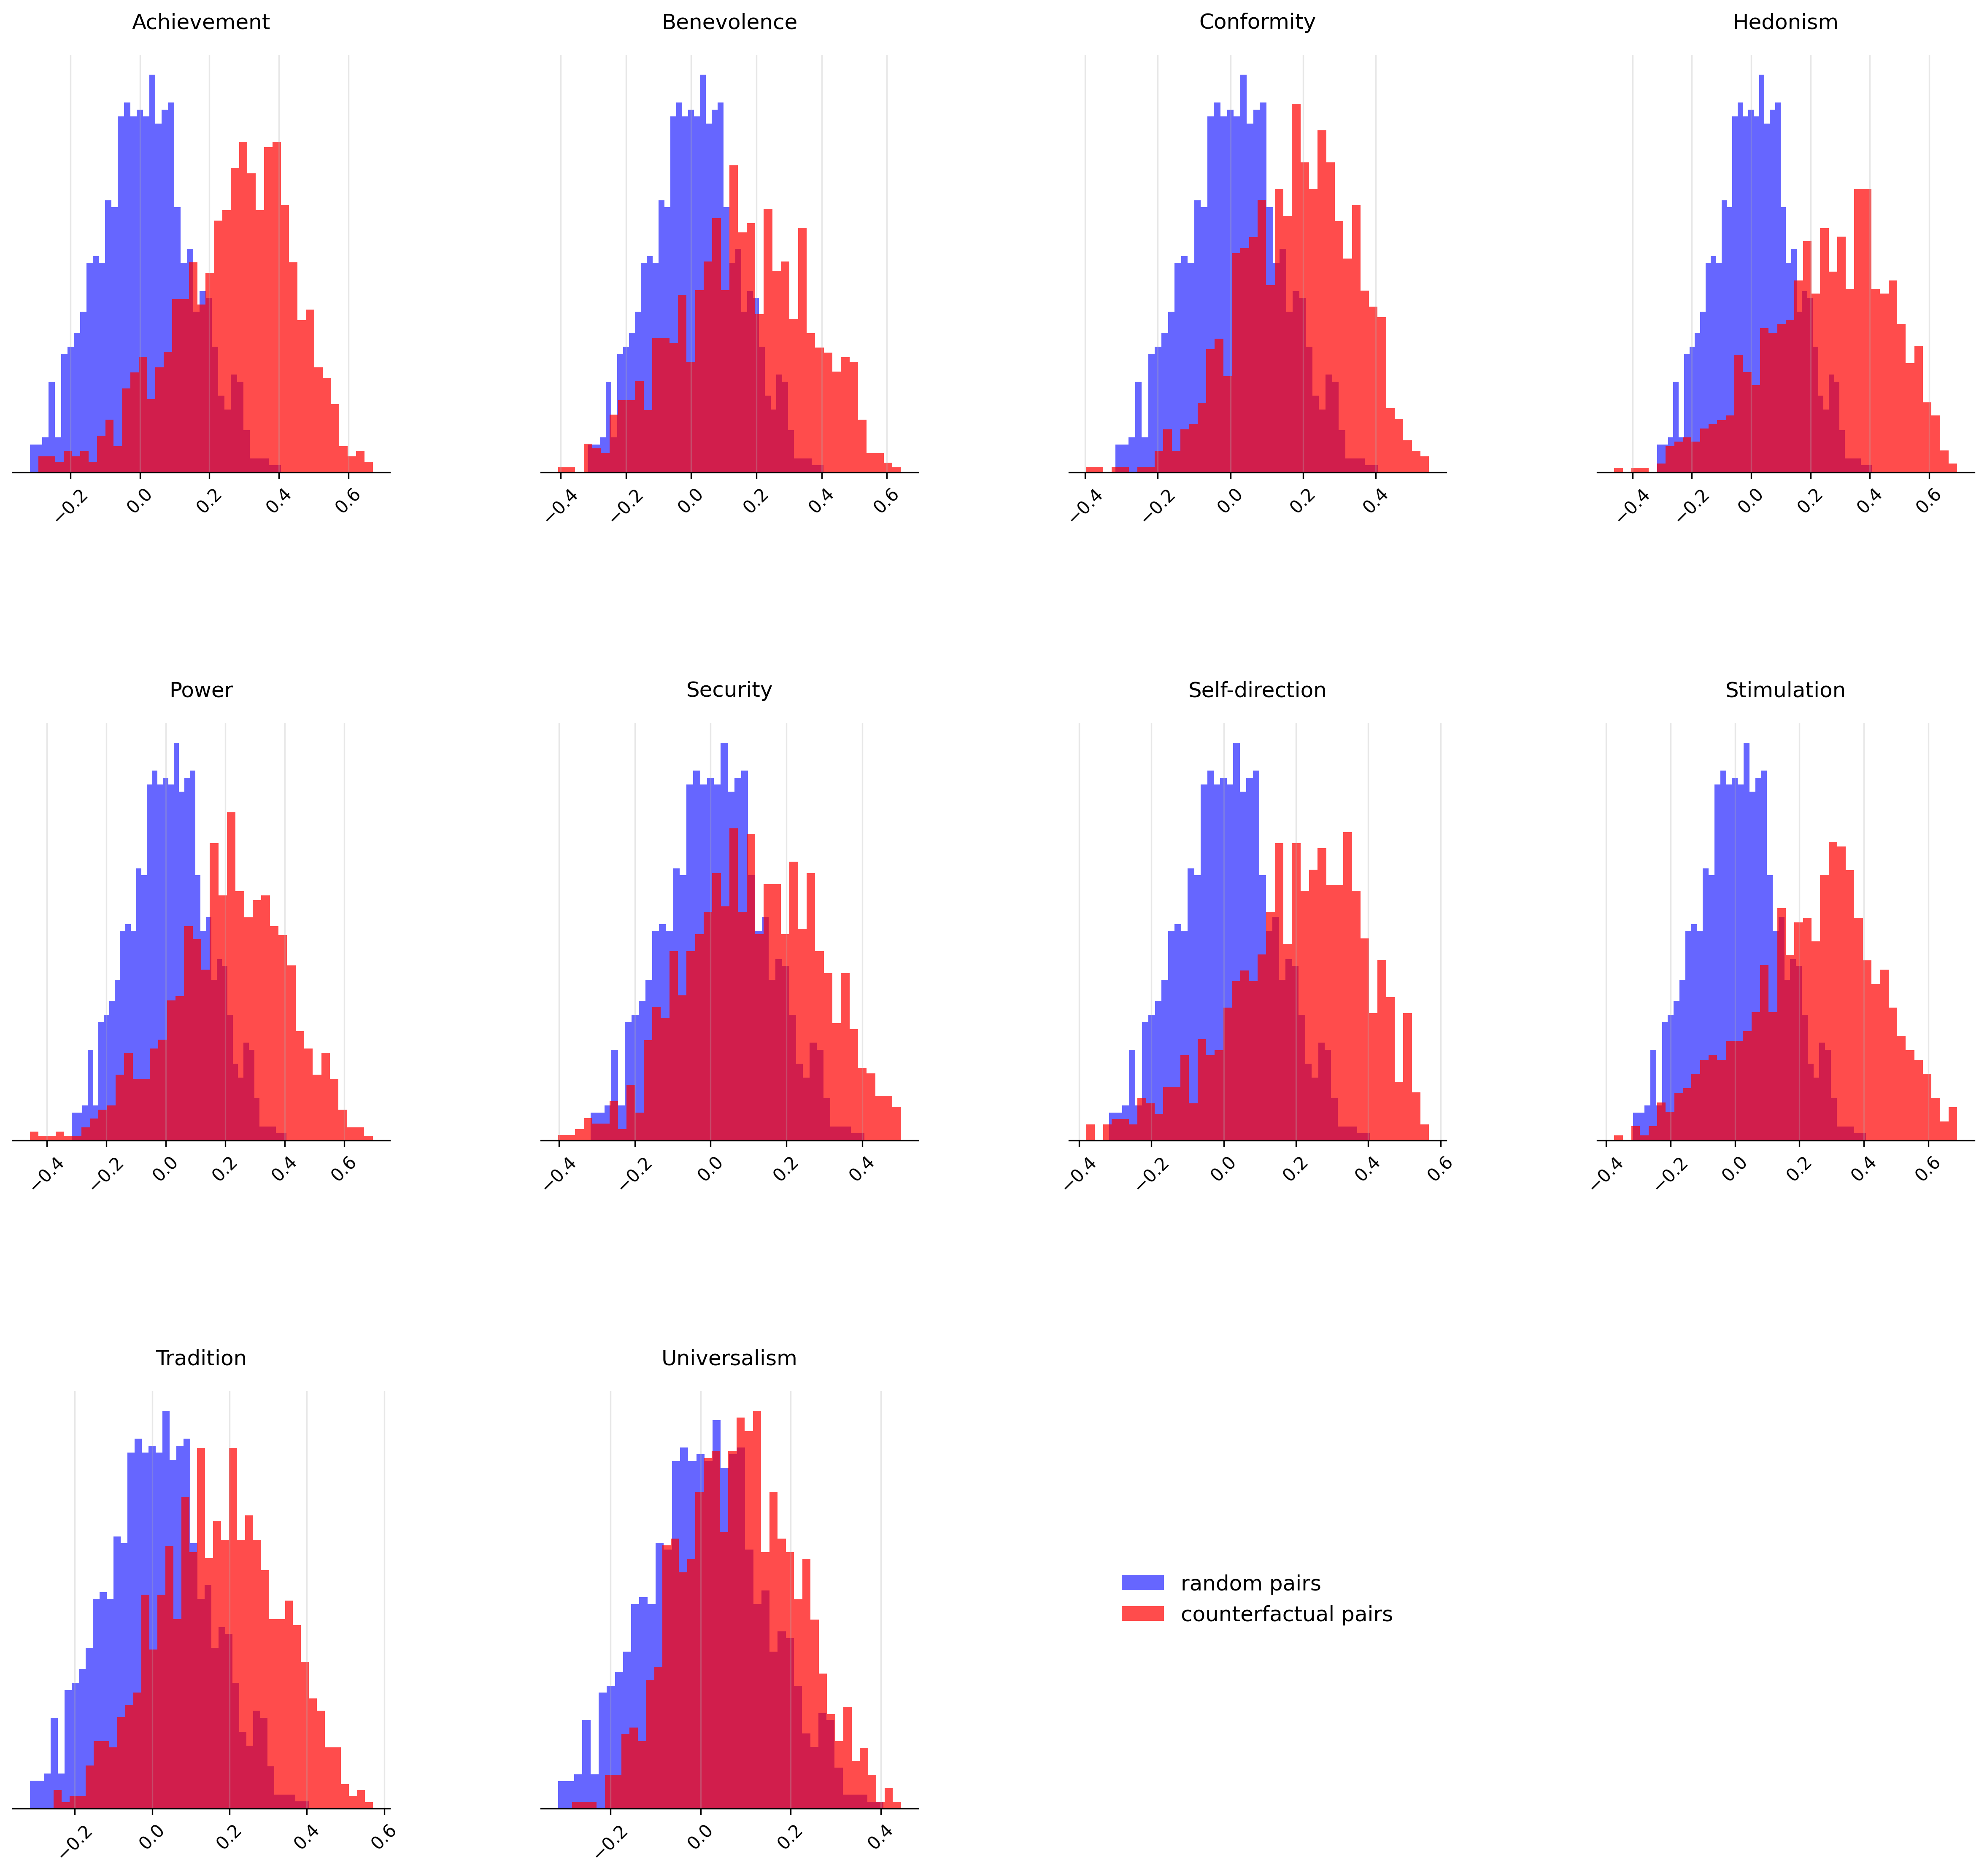 Achievement
Benevolence
Conformity
Hedonism
−0.2 0.0 0.2 0.4 0.6
−0.4 −0.2 0.0 0.2 0.4 0.6
−0.4 −0.2 0.0 0.2 0.4
−0.4 −0.2 0.0 0.2 0.4 0.6
Power
Security
Self-direction
Stimulation
−0.4 −0.2 0.0 0.2 0.4 0.6
−0.4 −0.2 0.0 0.2 0.4
−0.4 −0.2 0.0 0.2 0.4 0.6
−0.4 −0.2 0.0 0.2 0.4 0.6
Tradition
Universalism
random pairs
counterfactual pairs
−0.2 0.0 0.2 0.4 0.6
−0.2 0.0 0.2 0.4